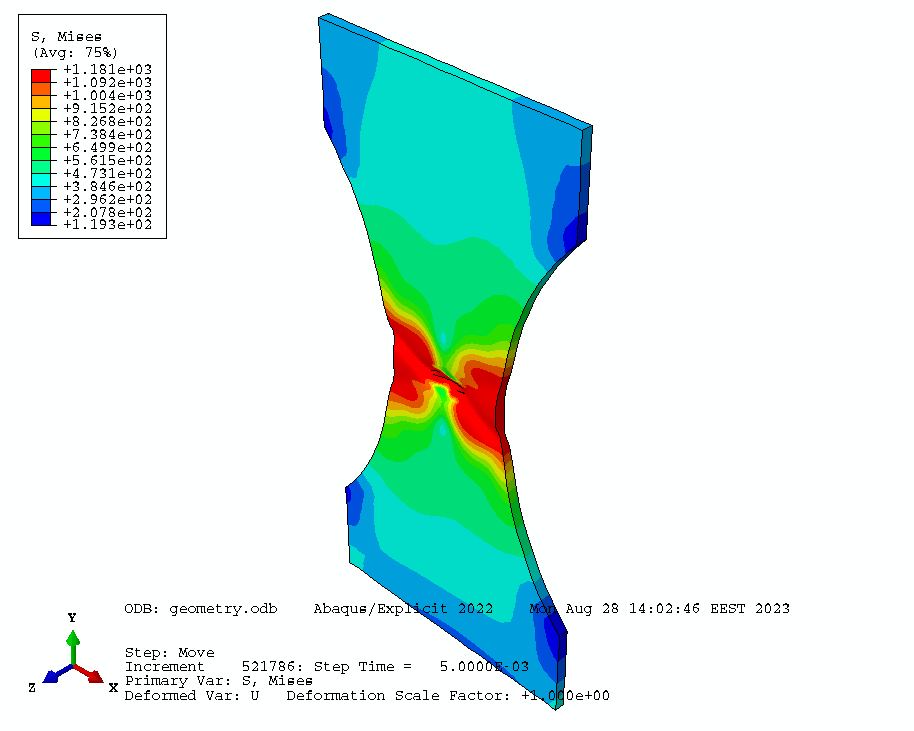 S, Mises
(Avg: 75%)
+1.181e+03
+1.092e+03
+1.004e+03
+9.152e+02
+8.268e+02
+7.384e+02
+6.499e+02
+5.615e+02
+4.731e+02
+3.846e+02
+2.962e+02
+2.078e+02
+1.193e+02
ODB: geometry.odb    Abaqus/Explicit 2022    Mon Aug 28 14:02:46 EEST 2023
Y
Z
X
Step: Move
Increment    521786: Step Time =    5.0000E-03
Primary Var: S, Mises
Deformed Var: U   Deformation Scale Factor: +1.000e+00